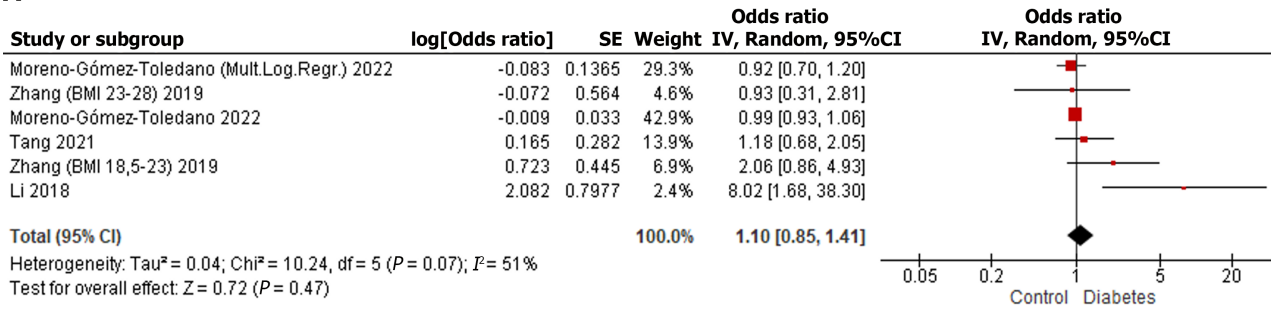 Odds ratio Odds ratio
Study or subgroup log[Odds ratio] SE Weight IV, Random, 95%CI IV, Random, 95%CI
Moreno-Gómez-Toledano (Mult.Log.Regr.) 2022 -0.083 0.1365 29.3% 0.92 [0.70, 1.20]
Zhang (BMI 23-28) 2019 -0.072 0.564 4.6% 0.93 [0.31, 2.81]
Moreno-Gómez-Toledano 2022 -0.009 0.033 42.9% 0.99 [0.93, 1.06]
Tang 2021 0.165 0.282 13.9% 1.18 [0.68, 2.05]
Zhang (BMI 18,5-23) 2019 0.723 0.445 6.9% 2.06 [0.86, 4.93]
Li 2018 2.082 0.7977 2.4% 8.02 [1.68, 38.30]
Total (95% CI) 100.0% 1.10 [0.85, 1.41]
Heterogeneity: Tau² = 0.04; Chi² = 10.24, df = 5 (P = 0.07); I² = 51%
Test for overall effect: Z = 0.72 (P = 0.47)
0.05 0.2 1 5 20
Control Diabetes